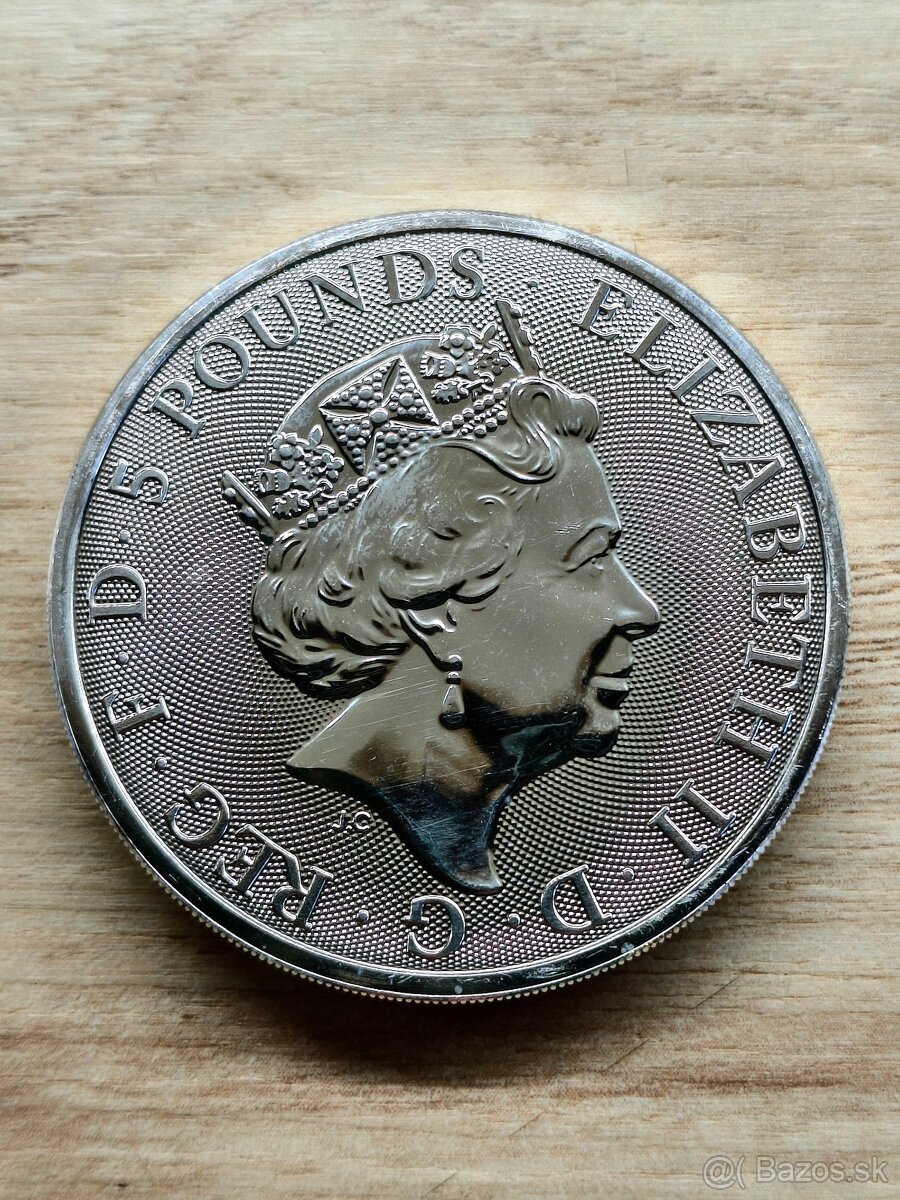 ELIZABETH II · D · G · REG · F · D · 5 POUNDS ·
J.C
@( Bazos.sk